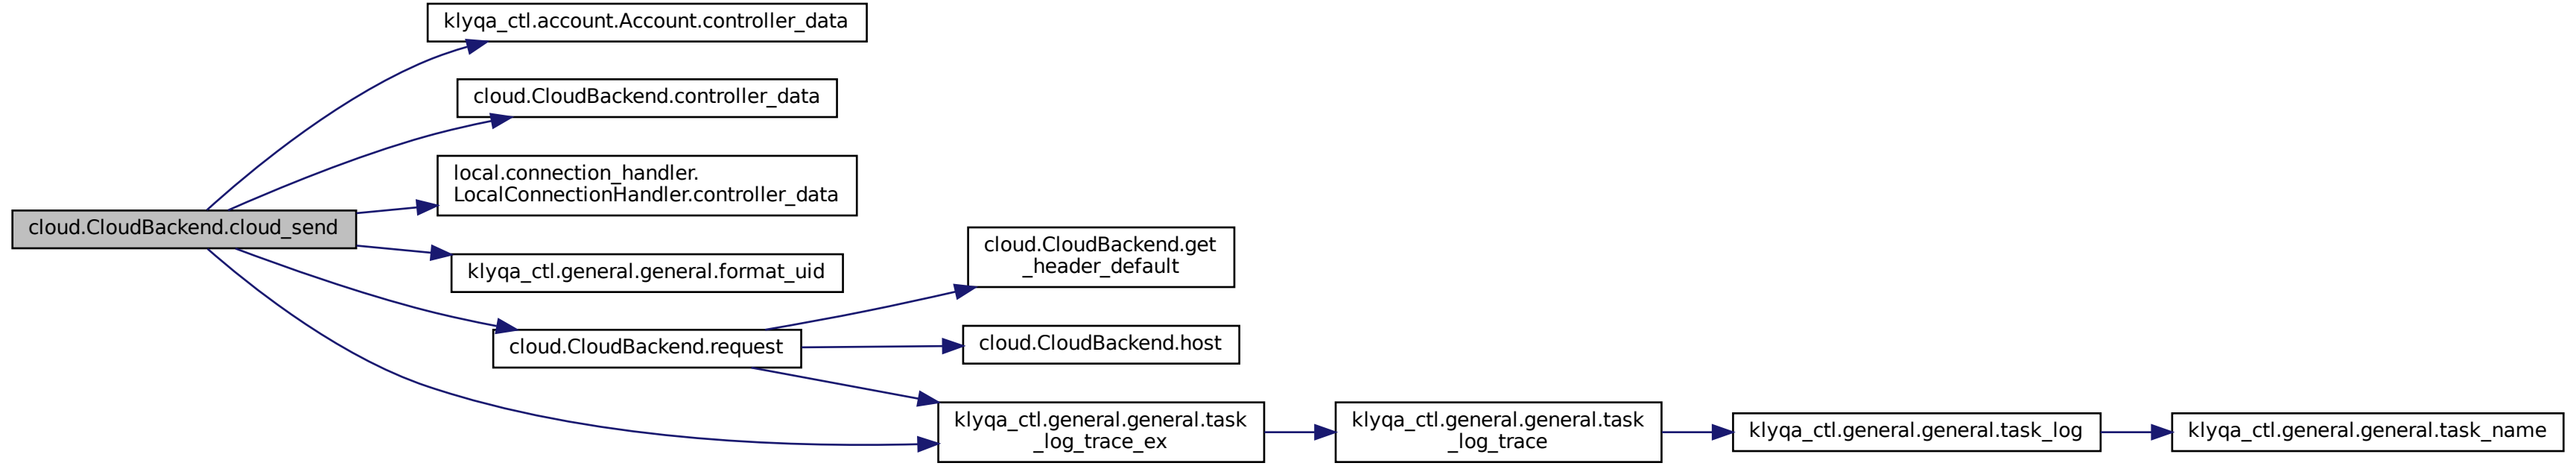 klyqa_ctl.account.Account.controller_data
cloud.CloudBackend.controller_data
local.connection_handler.
LocalConnectionHandler.controller_data
cloud.CloudBackend.cloud_send
klyqa_ctl.general.general.format_uid
cloud.CloudBackend.request
cloud.CloudBackend.get
_header_default
cloud.CloudBackend.host
klyqa_ctl.general.general.task
_log_trace_ex
klyqa_ctl.general.general.task
_log_trace
klyqa_ctl.general.general.task_log
klyqa_ctl.general.general.task_name